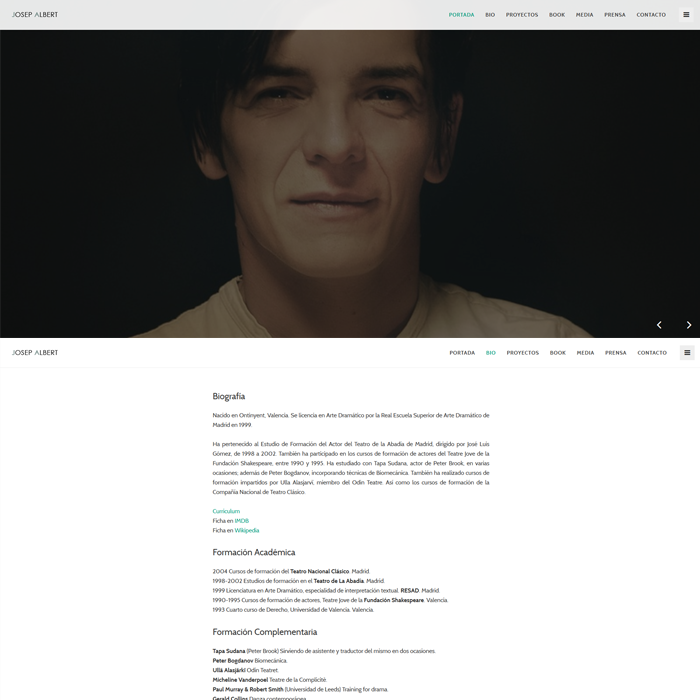 JOSEP ALBERT
PORTADA BIO PROYECTOS BOOK MEDIA PRENSA CONTACTO
JOSEP ALBERT
PORTADA BIO PROYECTOS BOOK MEDIA PRENSA CONTACTO
Biografía
Nacido en Ontinyent, Valencia. Se licencia en Arte Dramático por la Real Escuela Superior de Arte Dramático de
Madrid en 1999.
Ha pertenecido al Estudio de Formación del Actor del Teatro de la Abadía de Madrid, dirigido por José Luis
Gómez, de 1998 a 2002. También ha participado en los cursos de formación de actores del Teatre Jove de la
Fundación Shakespeare, entre 1990 y 1995. Ha estudiado con Tapa Sudana, actor de Peter Brook, en varias
ocasiones; además de Peter Bogdanov, incorporando técnicas de Biomecánica. También ha realizado cursos de
formación impartidos por Ulla Alasjarvi, miembro del Odin Teatre. Así como los cursos de formación de la
Compañía Nacional de Teatro Clásico.
Curriculum
Ficha en IMDB
Ficha en Wikipedia
Formación Académica
2004 Cursos de formación del Teatro Nacional Clásico. Madrid.
1998-2002 Estudios de formación en el Teatro de La Abadía. Madrid.
1999 Licenciatura en Arte Dramático, especialidad de interpretación textual. RESAD. Madrid.
1990-1995 Cursos de formación de actores, Teatre jove de la Fundación Shakespeare. Valencia.
1993 Cuarto curso de Derecho, Universidad de Valencia. Valencia.
Formación Complementaria
Tapa Sudana (Peter Brook) Sirviendo de asistente y traductor del mismo en dos ocasiones.
Peter Bogdanov Biomecánica.
Ullä Alasjärki Odin Teatret.
Micheline Vanderpoel Teatre de la Complicité.
Paul Murray & Robert Smith (Universidad de Leeds) Training for drama.
Gerald Collins Danza contemporánea.